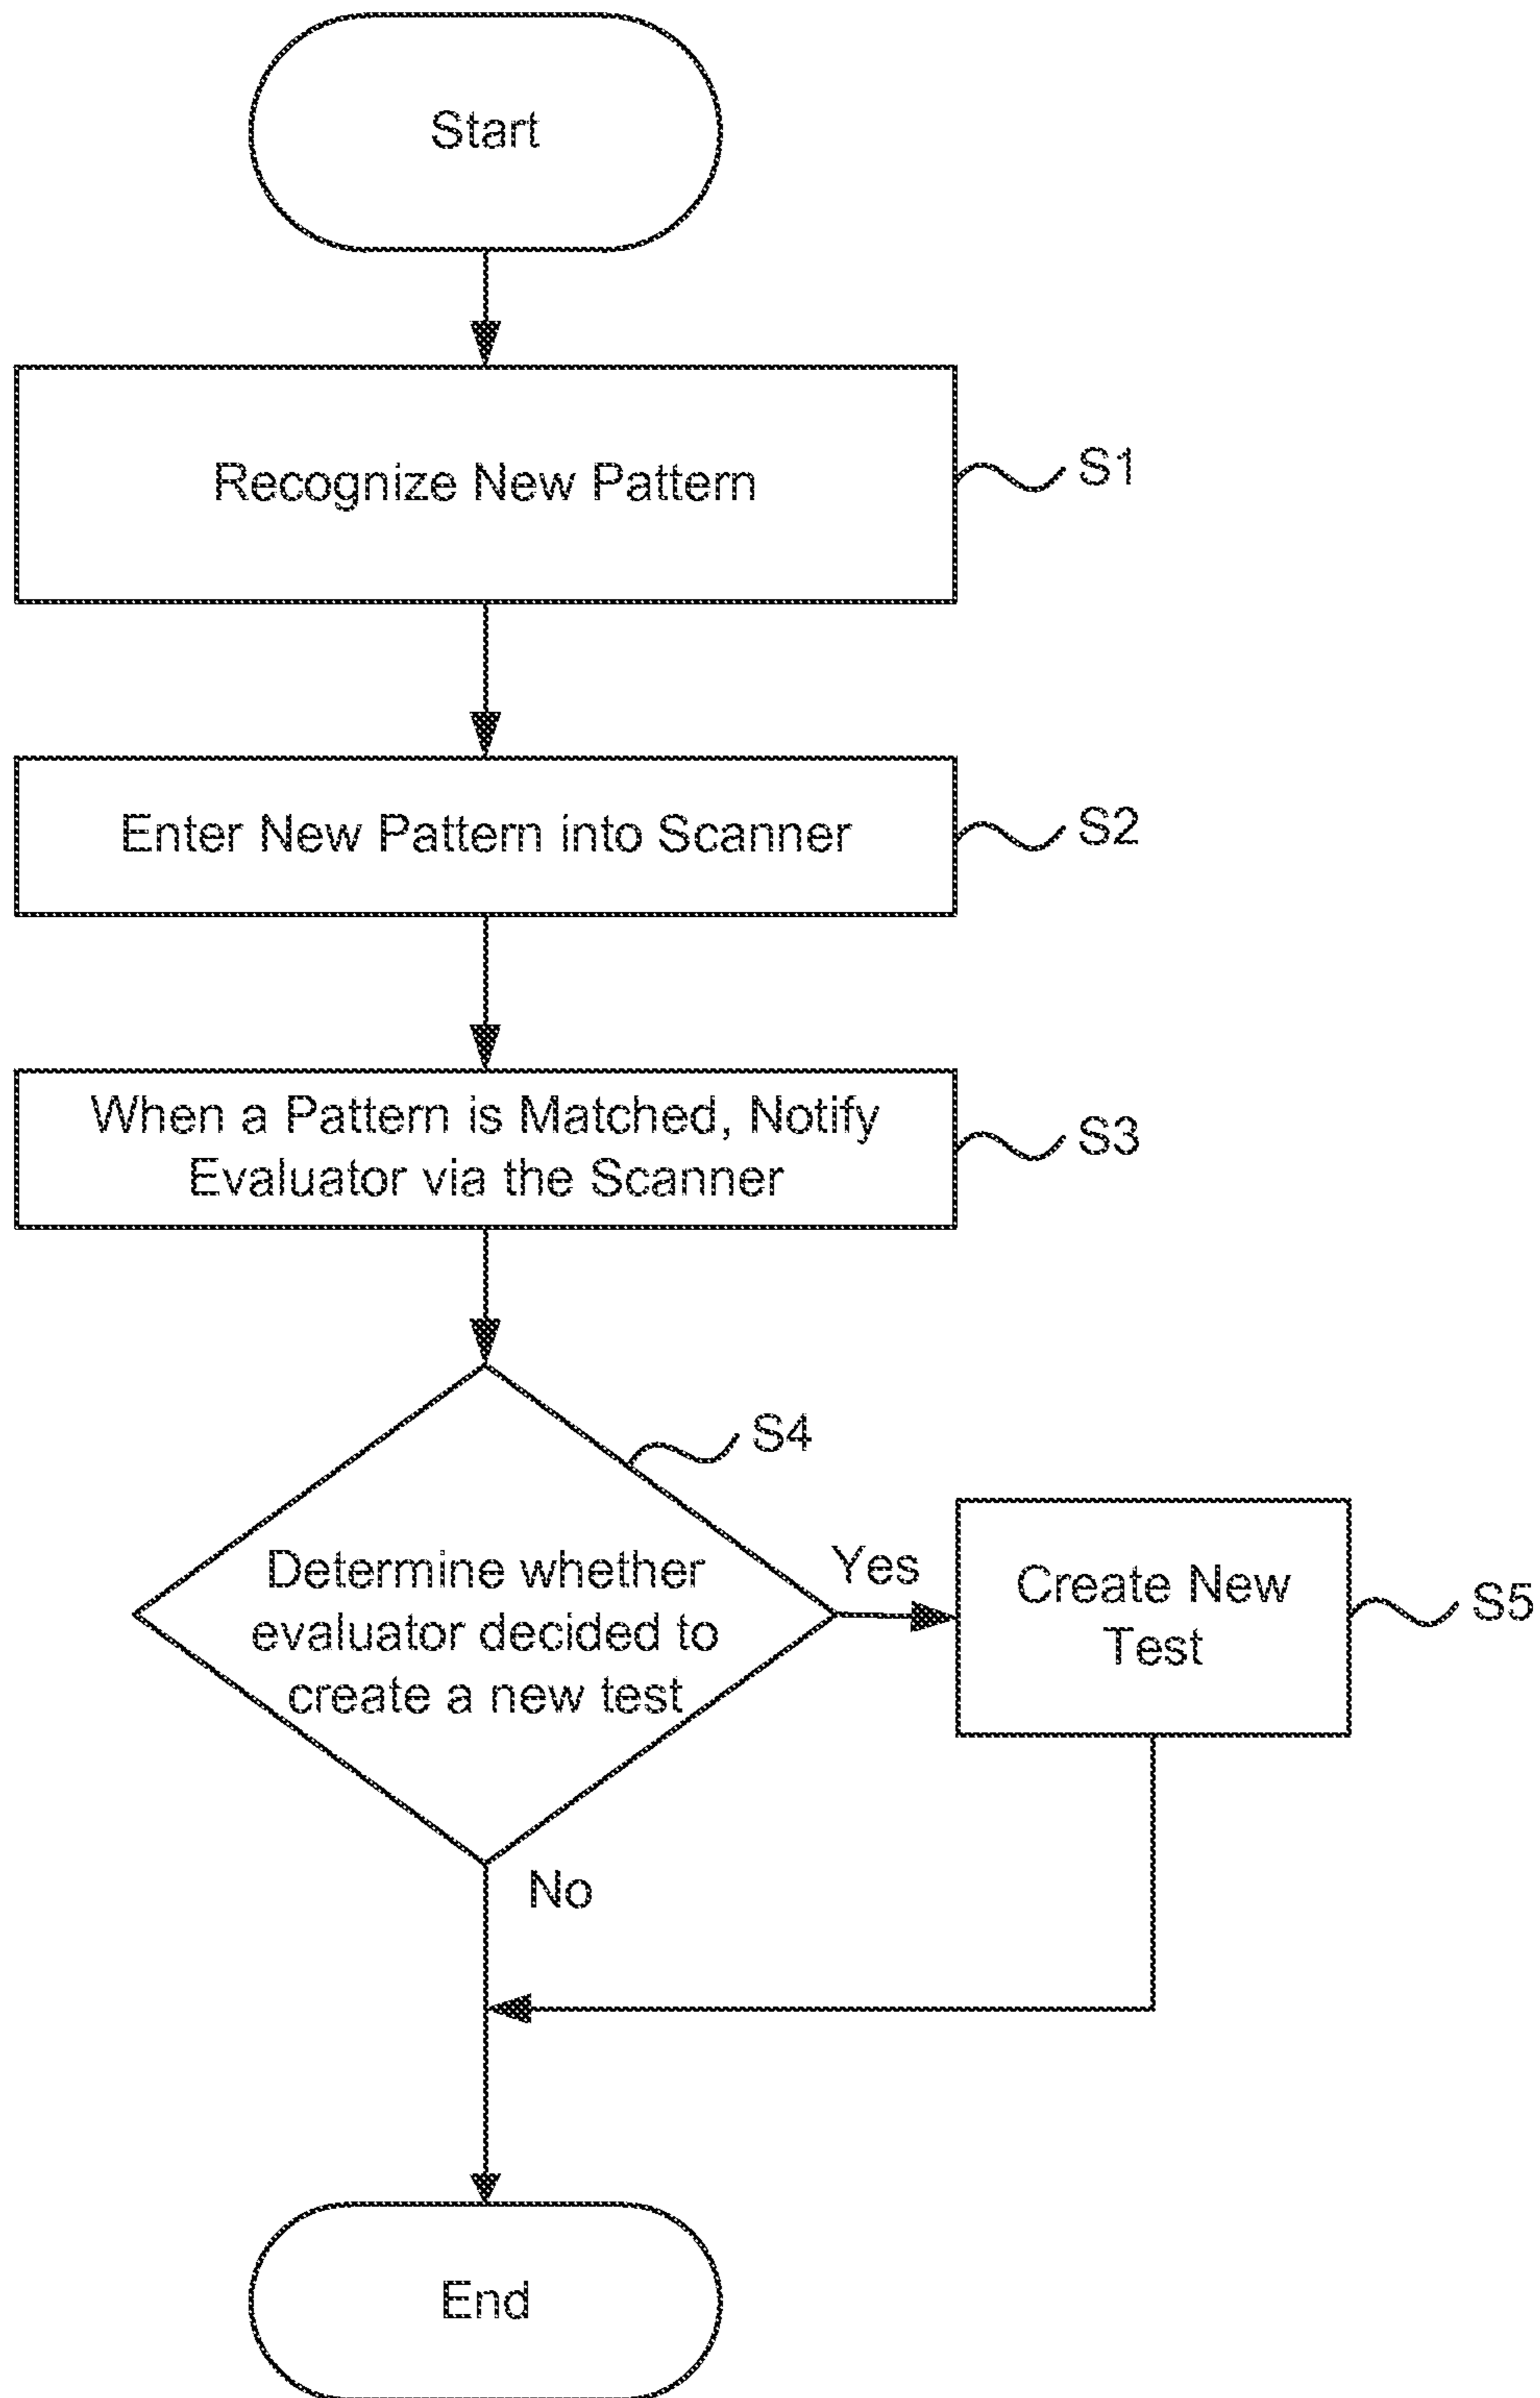 Start
Recognize New Pattern
S1
Enter New Pattern into Scanner
S2
When a Pattern is Matched, Notify
Evaluator via the Scanner
S3
S4
Determine whether
evaluator decided to
create a new test
Yes
Create New
Test
S5
No
End